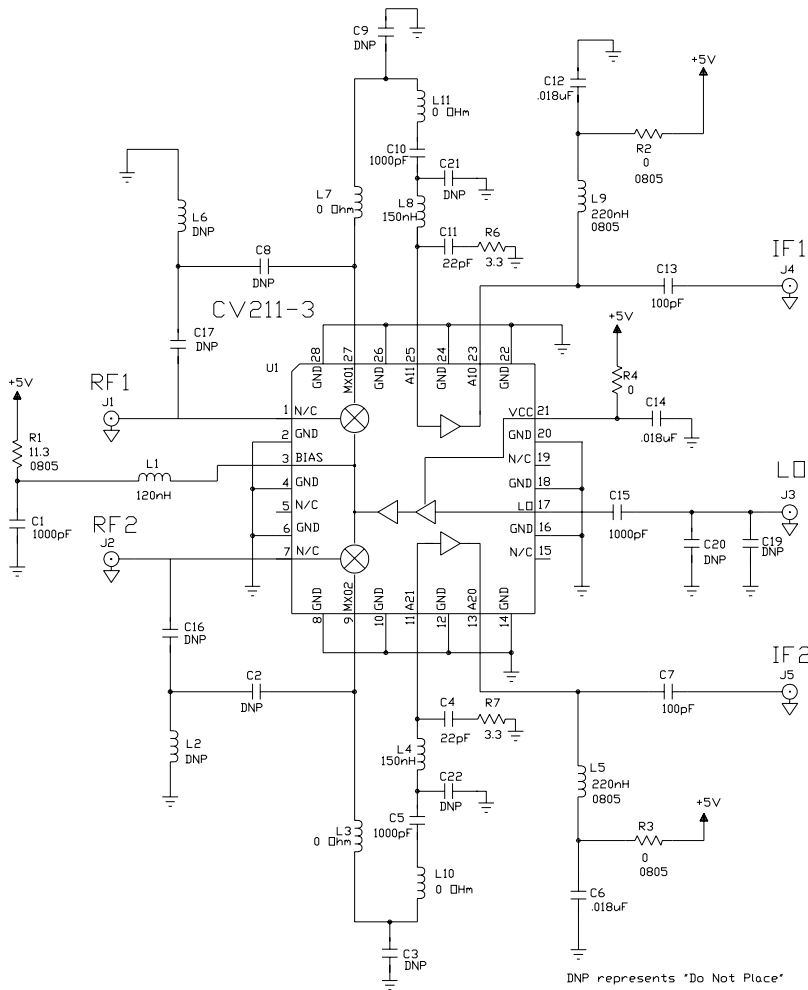 C9
DNP
L11
0 OHm
C10
1000pF
C21
DNP
L7
0 Ohm
L8
150nH
C11
22pF
R6
3.3
C12
.018uF
+5V
R2
0
0805
L9
220nH
0805
IF1
J4
C13
100pF
L6
DNP
C8
DNP
C17
DNP
CV211-3
U1
GND 28
MXO1 27
GND 26
A11 25
GND 24
A10 23
GND 22
+5V
R4
0
C14
.018uF
RF1
J1
+5V
R1
11.3
0805
L1
120nH
C1
1000pF
RF2
J2
1 N/C
2 GND
3 BIAS
4 GND
5 N/C
6 GND
7 N/C
VCC 21
GND 20
N/C 19
GND 18
LO 17
GND 16
N/C 15
LO
J3
C15
1000pF
C20
DNP
C19
DNP
8 GND
9 MXO2
10 GND
11 A21
12 GND
13 A20
14 GND
C16
DNP
C2
DNP
L2
DNP
C4
22pF
R7
3.3
L4
150nH
C22
DNP
C5
1000pF
L3
0 Ohm
L10
0 OHm
C3
DNP
IF2
J5
C7
100pF
L5
220nH
0805
+5V
R3
0
0805
C6
.018uF
DNP represents "Do Not Place"